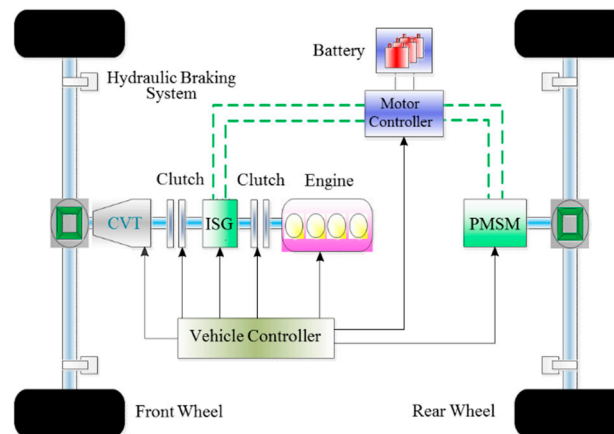 Battery
Hydraulic Braking
System
Motor
Controller
Clutch
Clutch
Engine
CVT
ISG
PMSM
Vehicle Controller
Front Wheel
Rear Wheel